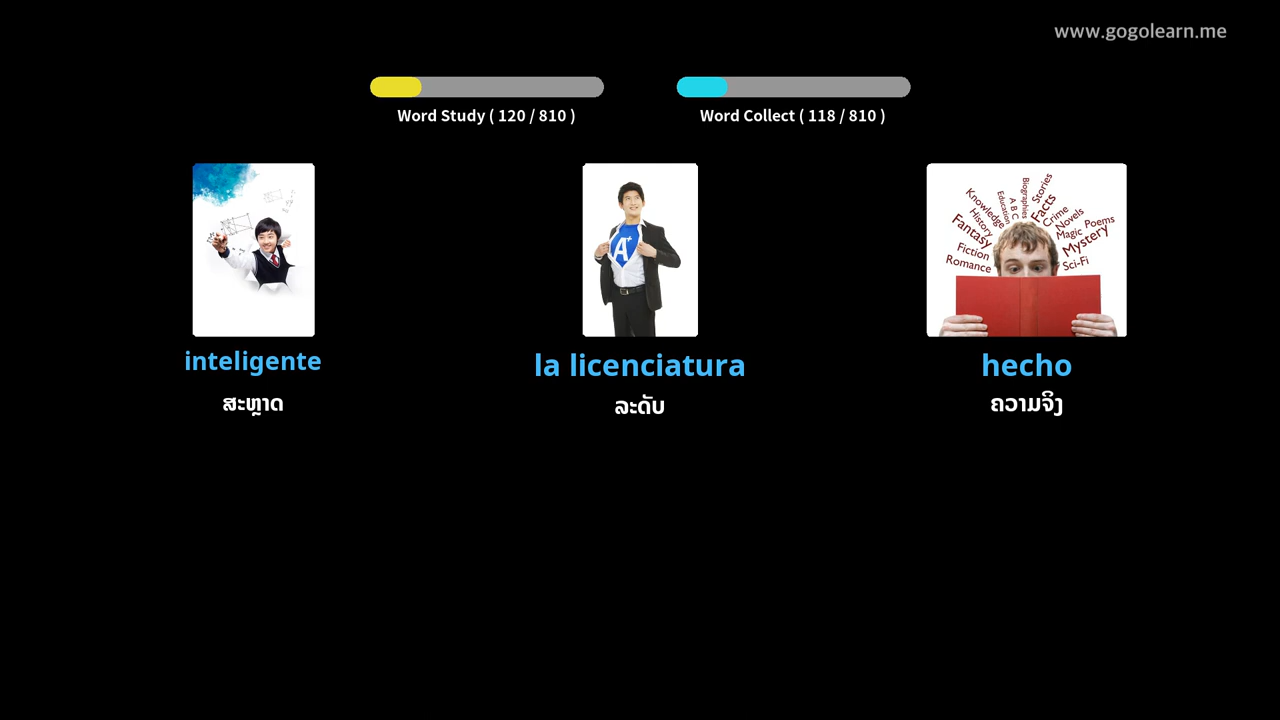 www.gogolearn.me
Word Study ( 120 / 810 )
Word Collect ( 118 / 810 )
A+
Knowledge
History
Fantasy
Fiction
Romance
Education
A B C
Biographies
Stories
Facts
Crime
Novels
Magic
Poems
Mystery
Sci-Fi
inteligente
la licenciatura
hecho
ສະຫຼາດ
ລະດັບ
ຄວາມຈິງ